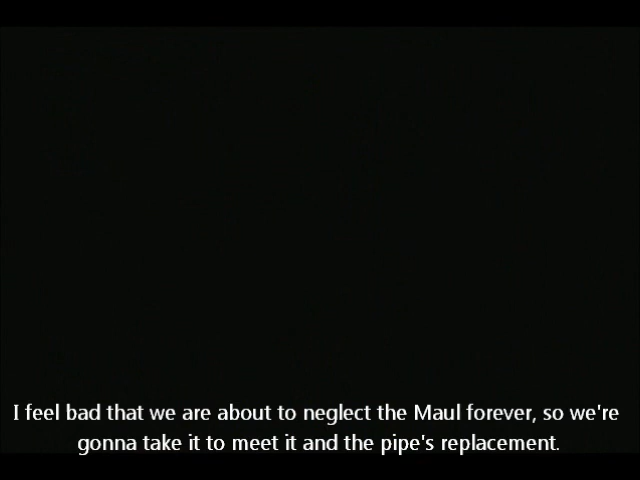 I feel bad that we are about to neglect the Maul forever, so we're
gonna take it to meet it and the pipe's replacement.